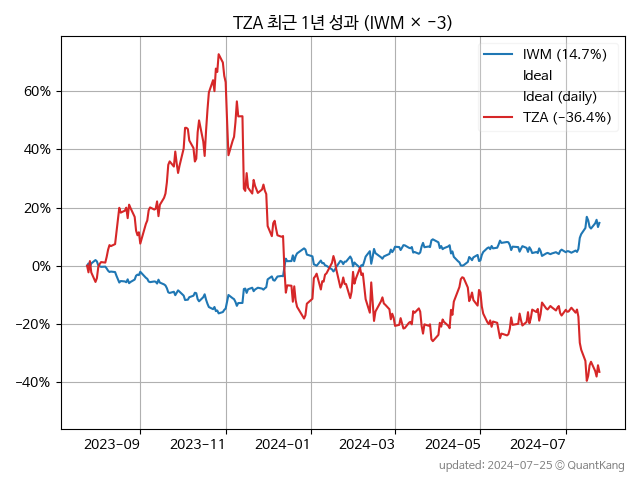 TZA 최근 1년 성과 (IWM × −3)
IWM (14.7%)
Ideal
Ideal (daily)
TZA (−36.4%)
60%
40%
20%
0%
−20%
−40%
2023−09
2023−11
2024−01
2024−03
2024−05
2024−07
updated: 2024−07−25 © QuantKang